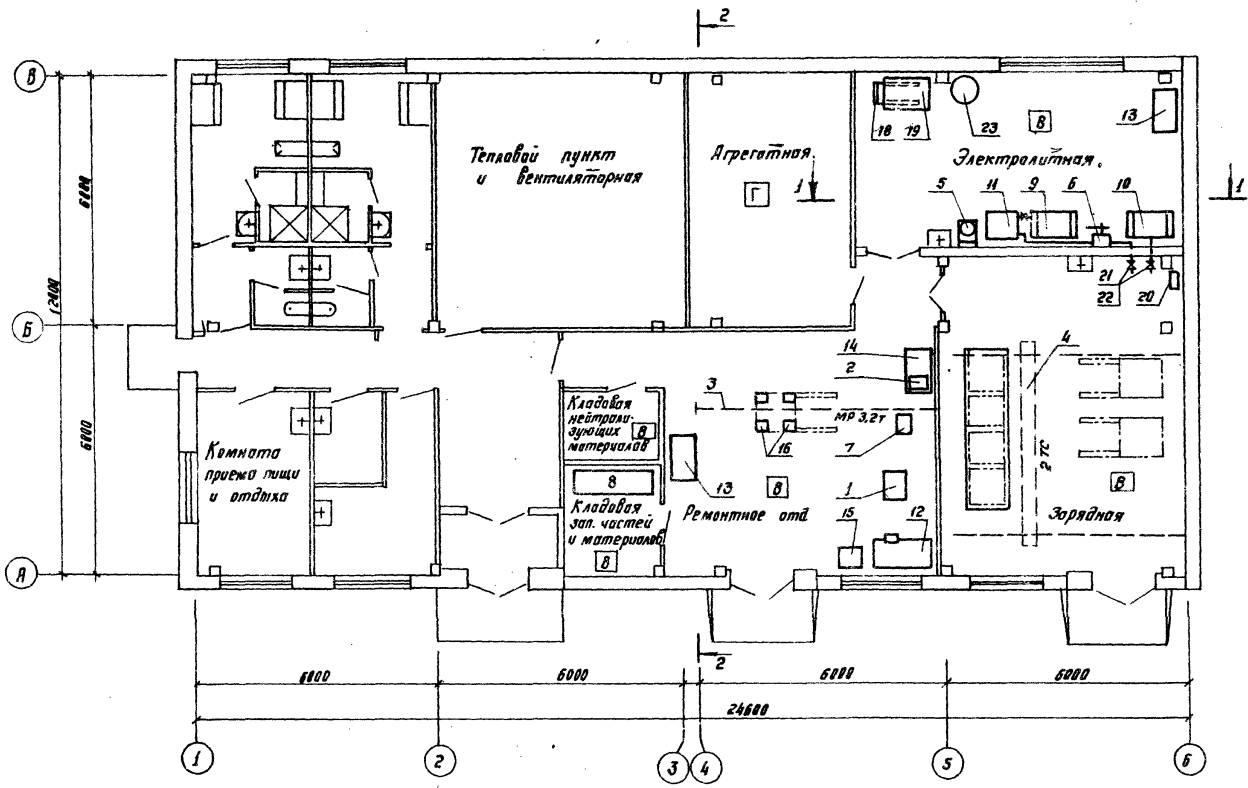 2
В
6000
12400
6000
Б
А
Тепловой пункт
и вентиляторная
Агрегатная
Г
1
18
19
23
В
13
Электролитная
5
11
9
6
10
1
21
22
20
14
2
3
МР 3,2т
4
16
7
Кладовая
нейтрали-
зующих
материалов
В
13
В
1
2ТС
В
Комната
приема пищи
и отдыха
В
Кладовая
зап. частей
и материалов
В
Ремонтное отд
15
12
Зарядная
2
6000
6000
6000
6000
24600
1
2
3
4
5
6